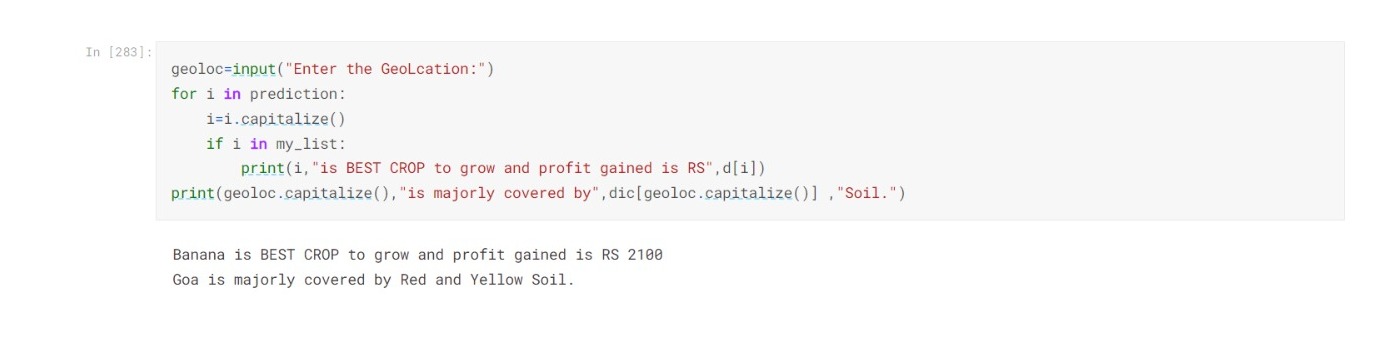 In [283]:
geoloc=input("Enter the GeoLcation:")
for i in prediction:
    i=i.capitalize()
    if i in my_list:
        print(i,"is BEST CROP to grow and profit gained is RS",d[i])
print(geoloc.capitalize(),"is majorly covered by",dic[geoloc.capitalize()] ,"Soil.")
Banana is BEST CROP to grow and profit gained is RS 2100
Goa is majorly covered by Red and Yellow Soil.